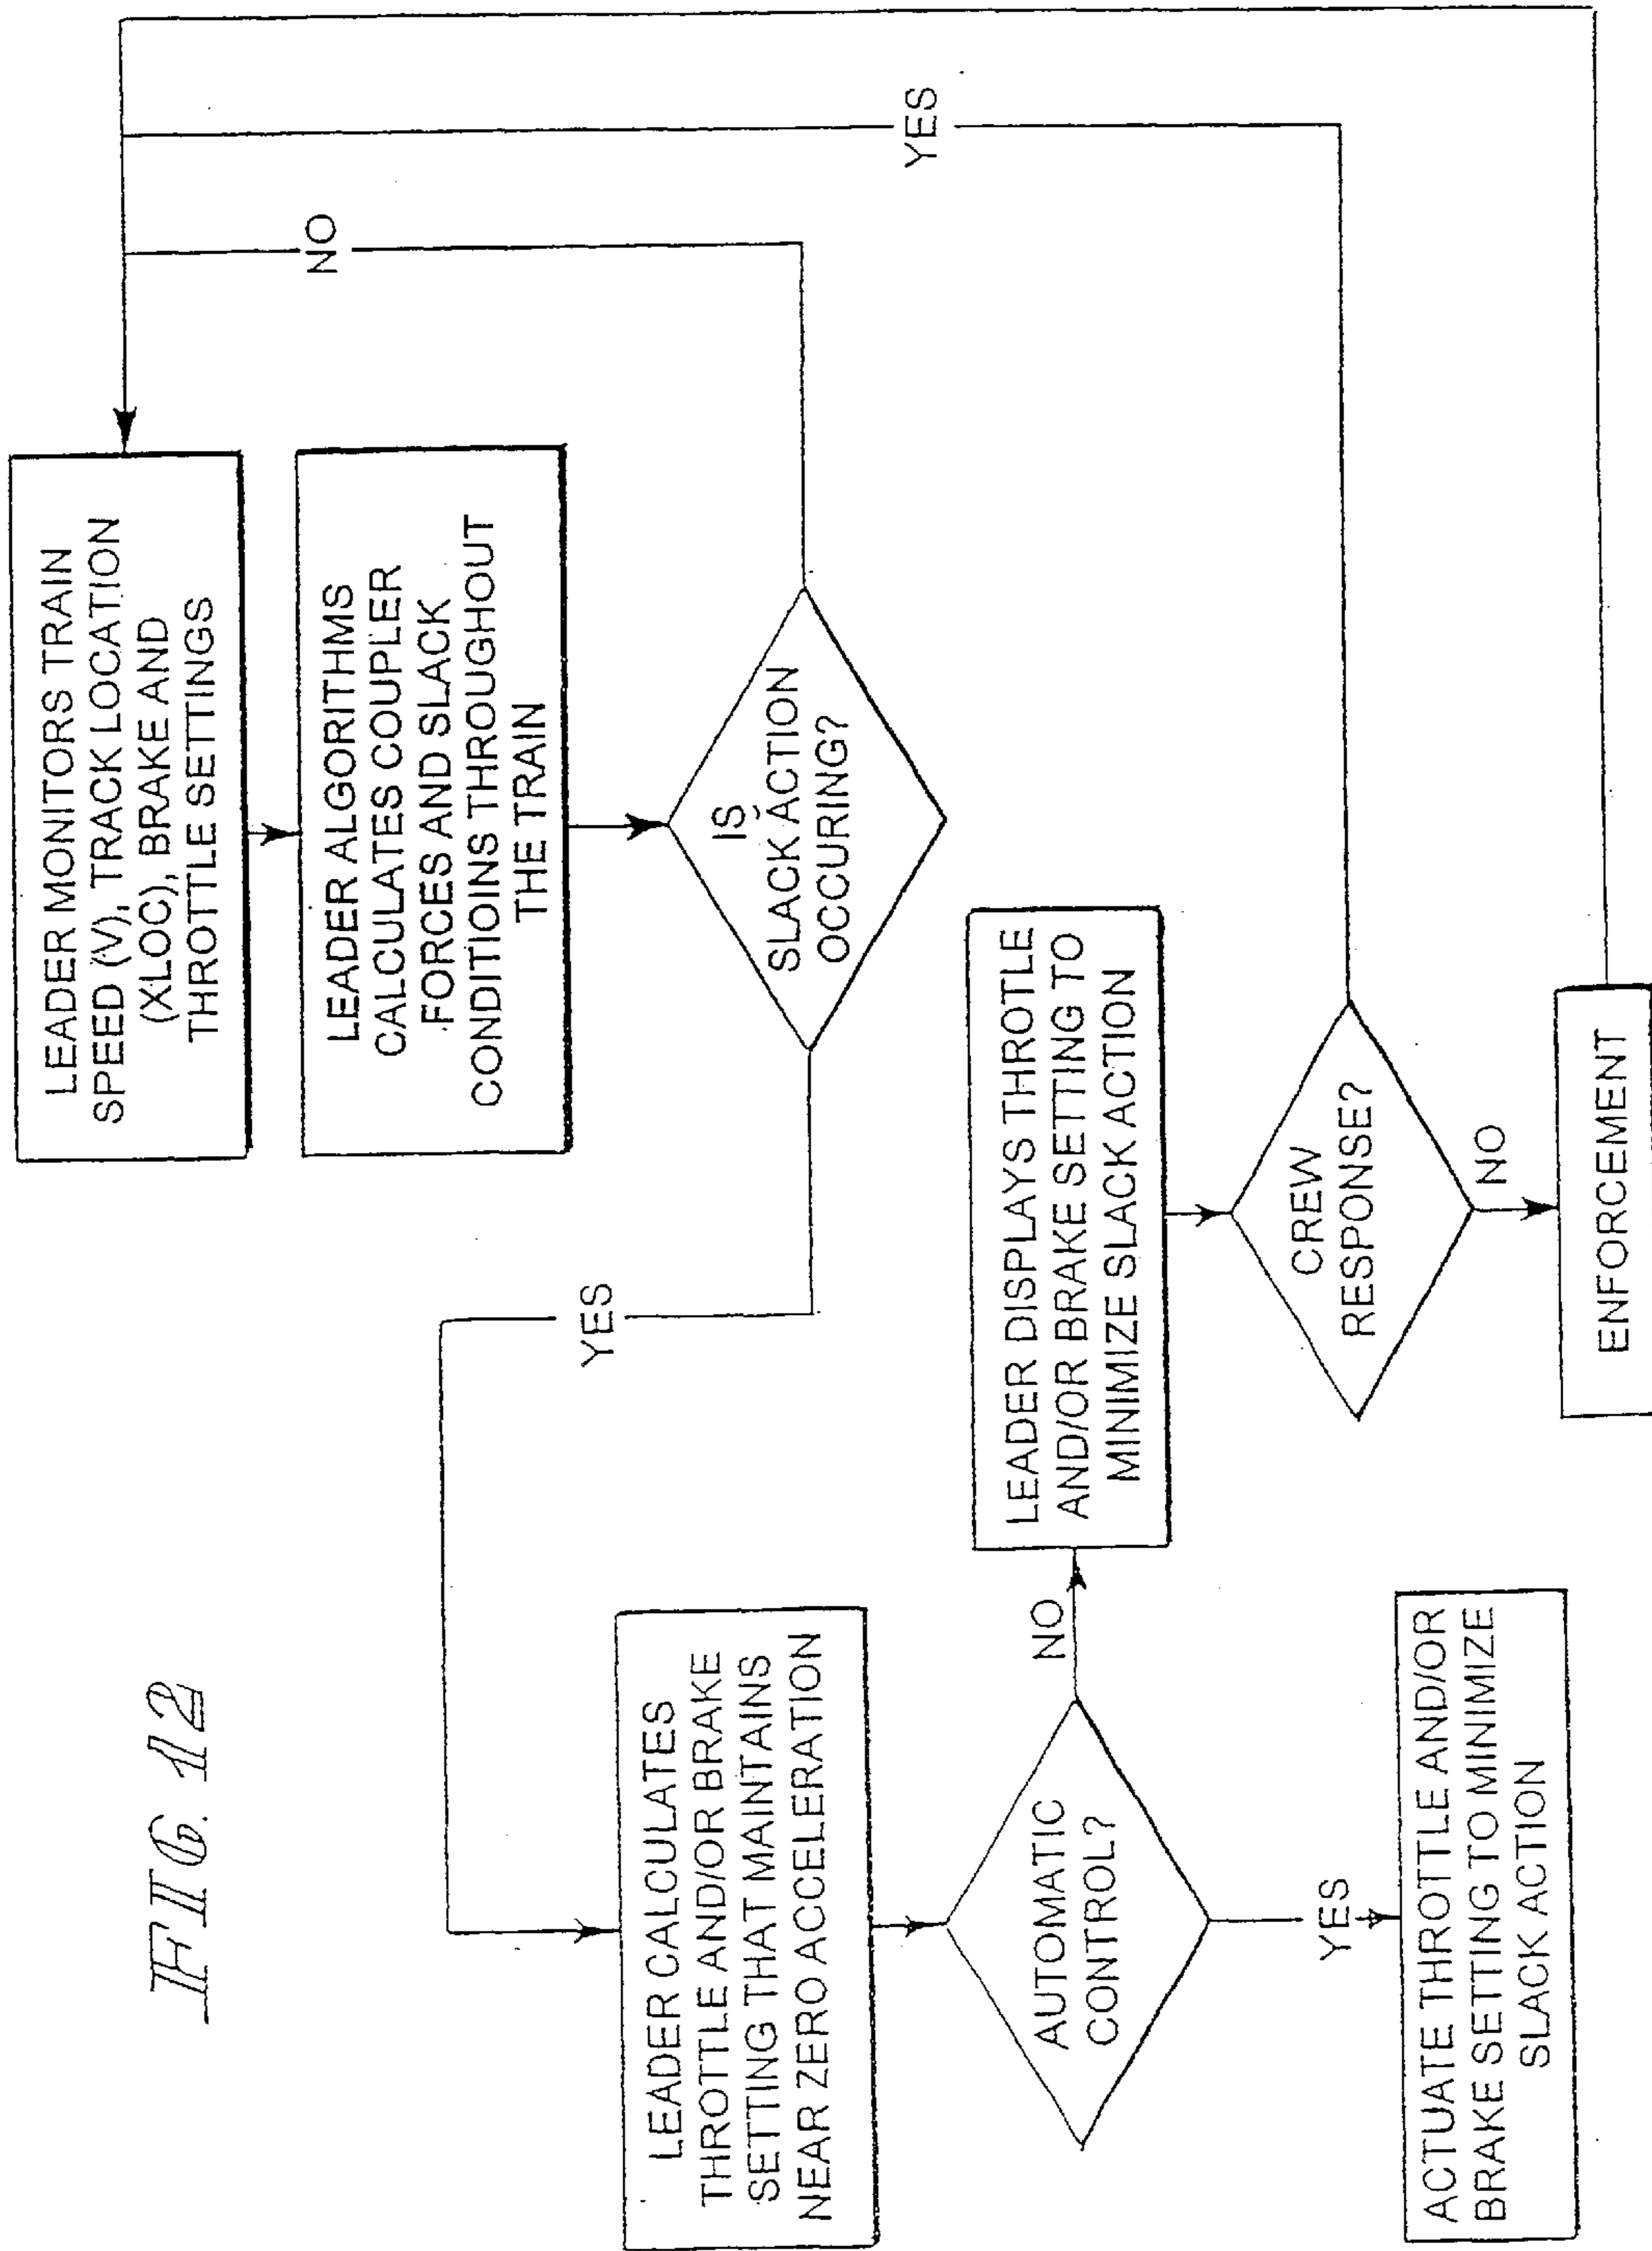 FIG. 12
LEADER MONITORS TRAIN
SPEED (V), TRACK LOCATION
(XLOC), BRAKE AND
THROTTLE SETTINGS
LEADER ALGORITHMS
CALCULATES COUPLER
FORCES AND SLACK
CONDITIOINS THROUGHOUT
THE TRAIN
IS
SLACK ACTION
OCCURING?
NO
YES
LEADER CALCULATES
THROTTLE AND/OR BRAKE
SETTING THAT MAINTAINS
NEAR ZERO ACCELERATION
AUTOMATIC
CONTROL?
NO
YES
ACTUATE THROTTLE AND/OR
BRAKE SETTING TO MINIMIZE
SLACK ACTION
LEADER DISPLAYS THROTLE
AND/OR BRAKE SETTING TO
MINIMIZE SLACK ACTION
CREW
RESPONSE?
YES
NO
ENFORCEMENT